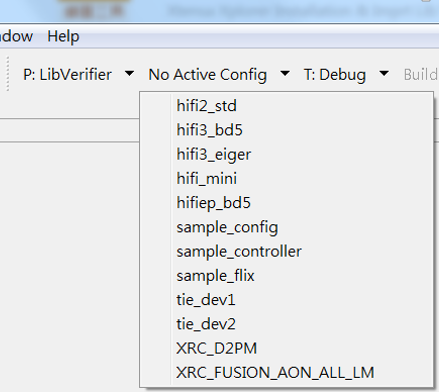 ndow Help
P: LibVerifier No Active Config T: Debug Build
hifi2_std
hifi3_bd5
hifi3_eiger
hifi_mini
hifiep_bd5
sample_config
sample_controller
sample_flix
tie_dev1
tie_dev2
XRC_D2PM
XRC_FUSION_AON_ALL_LM